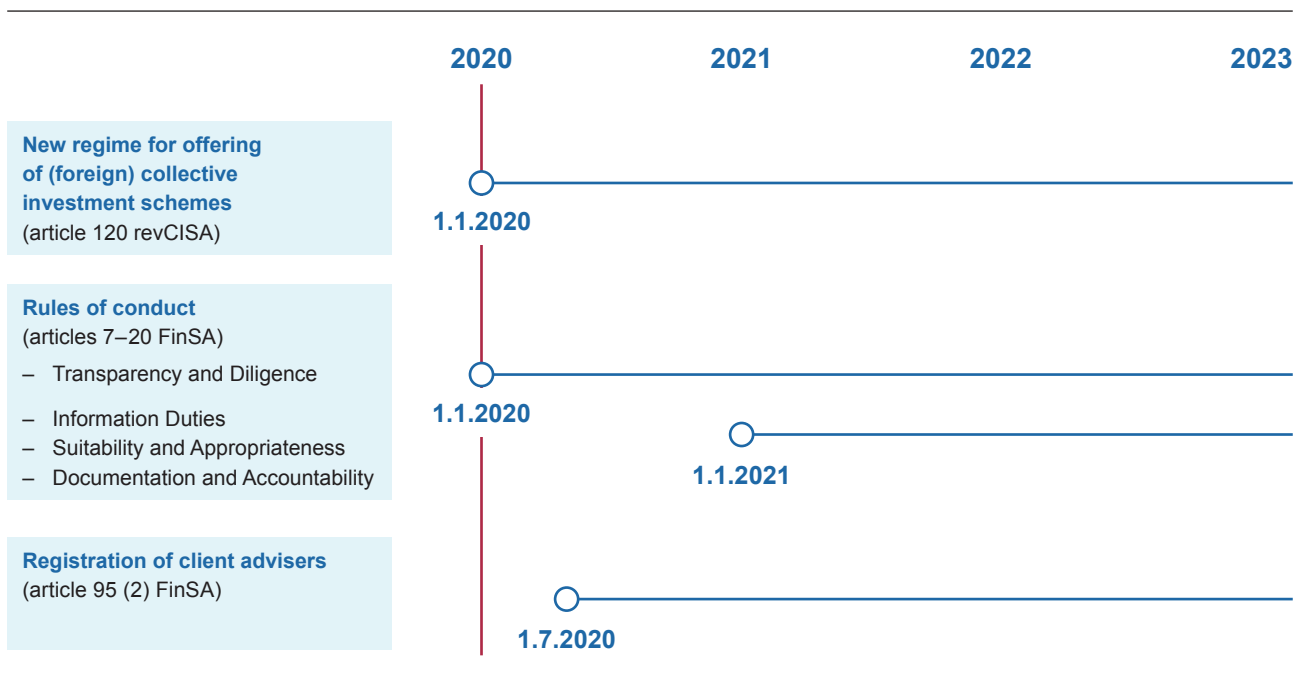 2020 2021 2022 2023
New regime for offering
of (foreign) collective
investment schemes
(article 120 revCISA)
1.1.2020
Rules of conduct
(articles 7–20 FinSA)
– Transparency and Diligence
1.1.2020
– Information Duties
– Suitability and Appropriateness
– Documentation and Accountability
1.1.2021
Registration of client advisers
(article 95 (2) FinSA)
1.7.2020